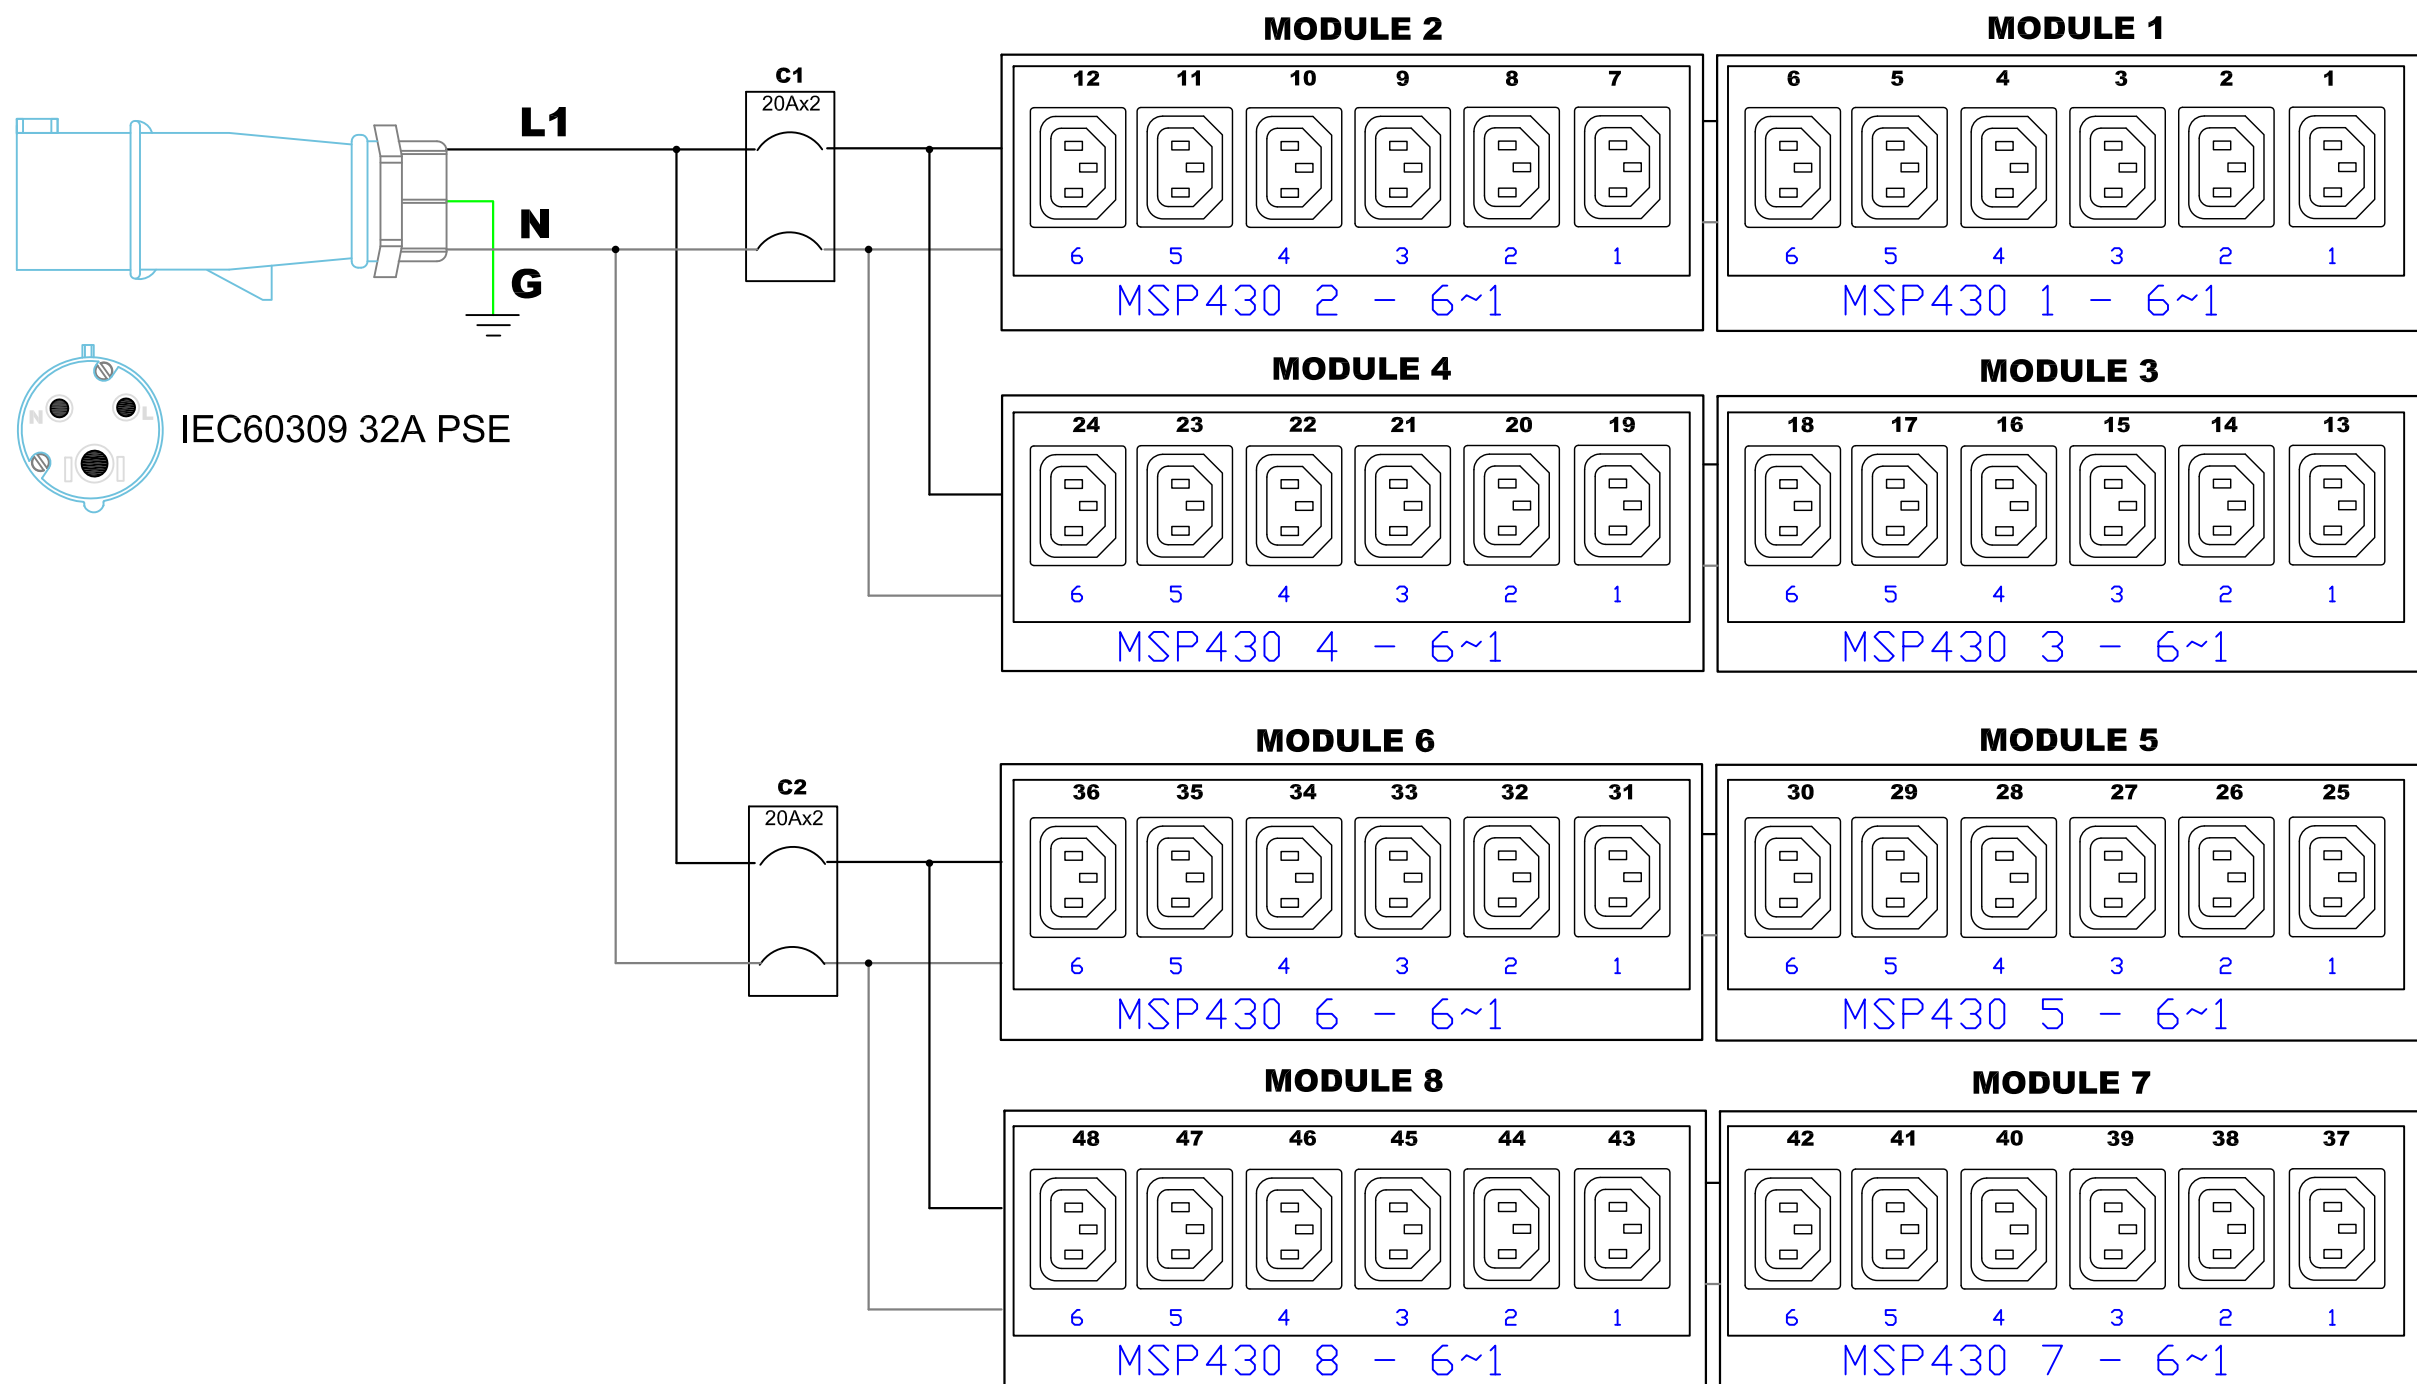 MODULE 2
MODULE 1
C1
20Ax2
12 11 10 9 8 7
6 5 4 3 2 1
L1
N
G
6 5 4 3 2 1
6 5 4 3 2 1
MSP430 2 - 6~1
MSP430 1 - 6~1
MODULE 4
MODULE 3
N L
IEC60309 32A PSE
24 23 22 21 20 19
18 17 16 15 14 13
6 5 4 3 2 1
6 5 4 3 2 1
MSP430 4 - 6~1
MSP430 3 - 6~1
MODULE 6
MODULE 5
C2
20Ax2
36 35 34 33 32 31
30 29 28 27 26 25
6 5 4 3 2 1
6 5 4 3 2 1
MSP430 6 - 6~1
MSP430 5 - 6~1
MODULE 8
MODULE 7
48 47 46 45 44 43
42 41 40 39 38 37
6 5 4 3 2 1
6 5 4 3 2 1
MSP430 8 - 6~1
MSP430 7 - 6~1